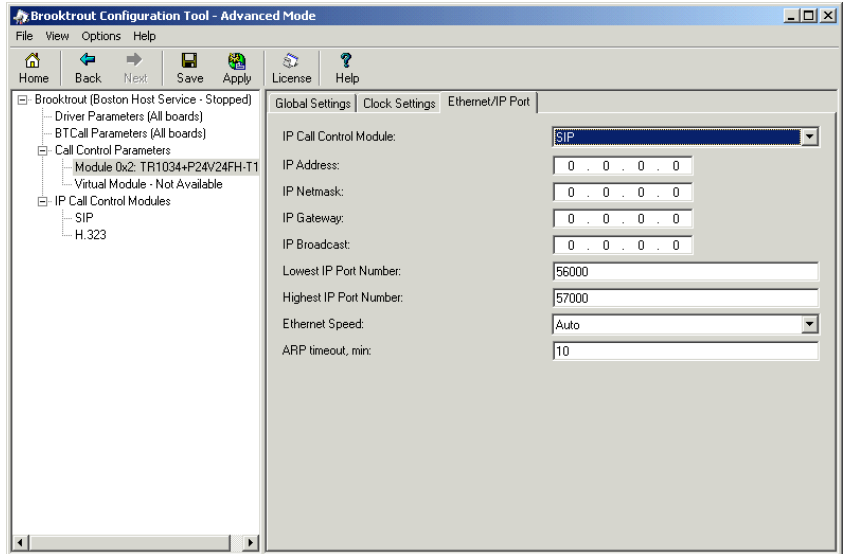 Brooktrout Configuration Tool - Advanced Mode
File View Options Help
Home Back Next Save Apply License Help
Brooktrout (Boston Host Service - Stopped)
Driver Parameters (All boards)
BTCall Parameters (All boards)
Call Control Parameters
Module 0x2: TR1034+P24V24FH-T1
Virtual Module - Not Available
IP Call Control Modules
SIP
H.323
Global Settings Clock Settings Ethernet/IP Port
IP Call Control Module: SIP
IP Address: 0 . 0 . 0 . 0
IP Netmask: 0 . 0 . 0 . 0
IP Gateway: 0 . 0 . 0 . 0
IP Broadcast: 0 . 0 . 0 . 0
Lowest IP Port Number: 56000
Highest IP Port Number: 57000
Ethernet Speed: Auto
ARP timeout, min: 10